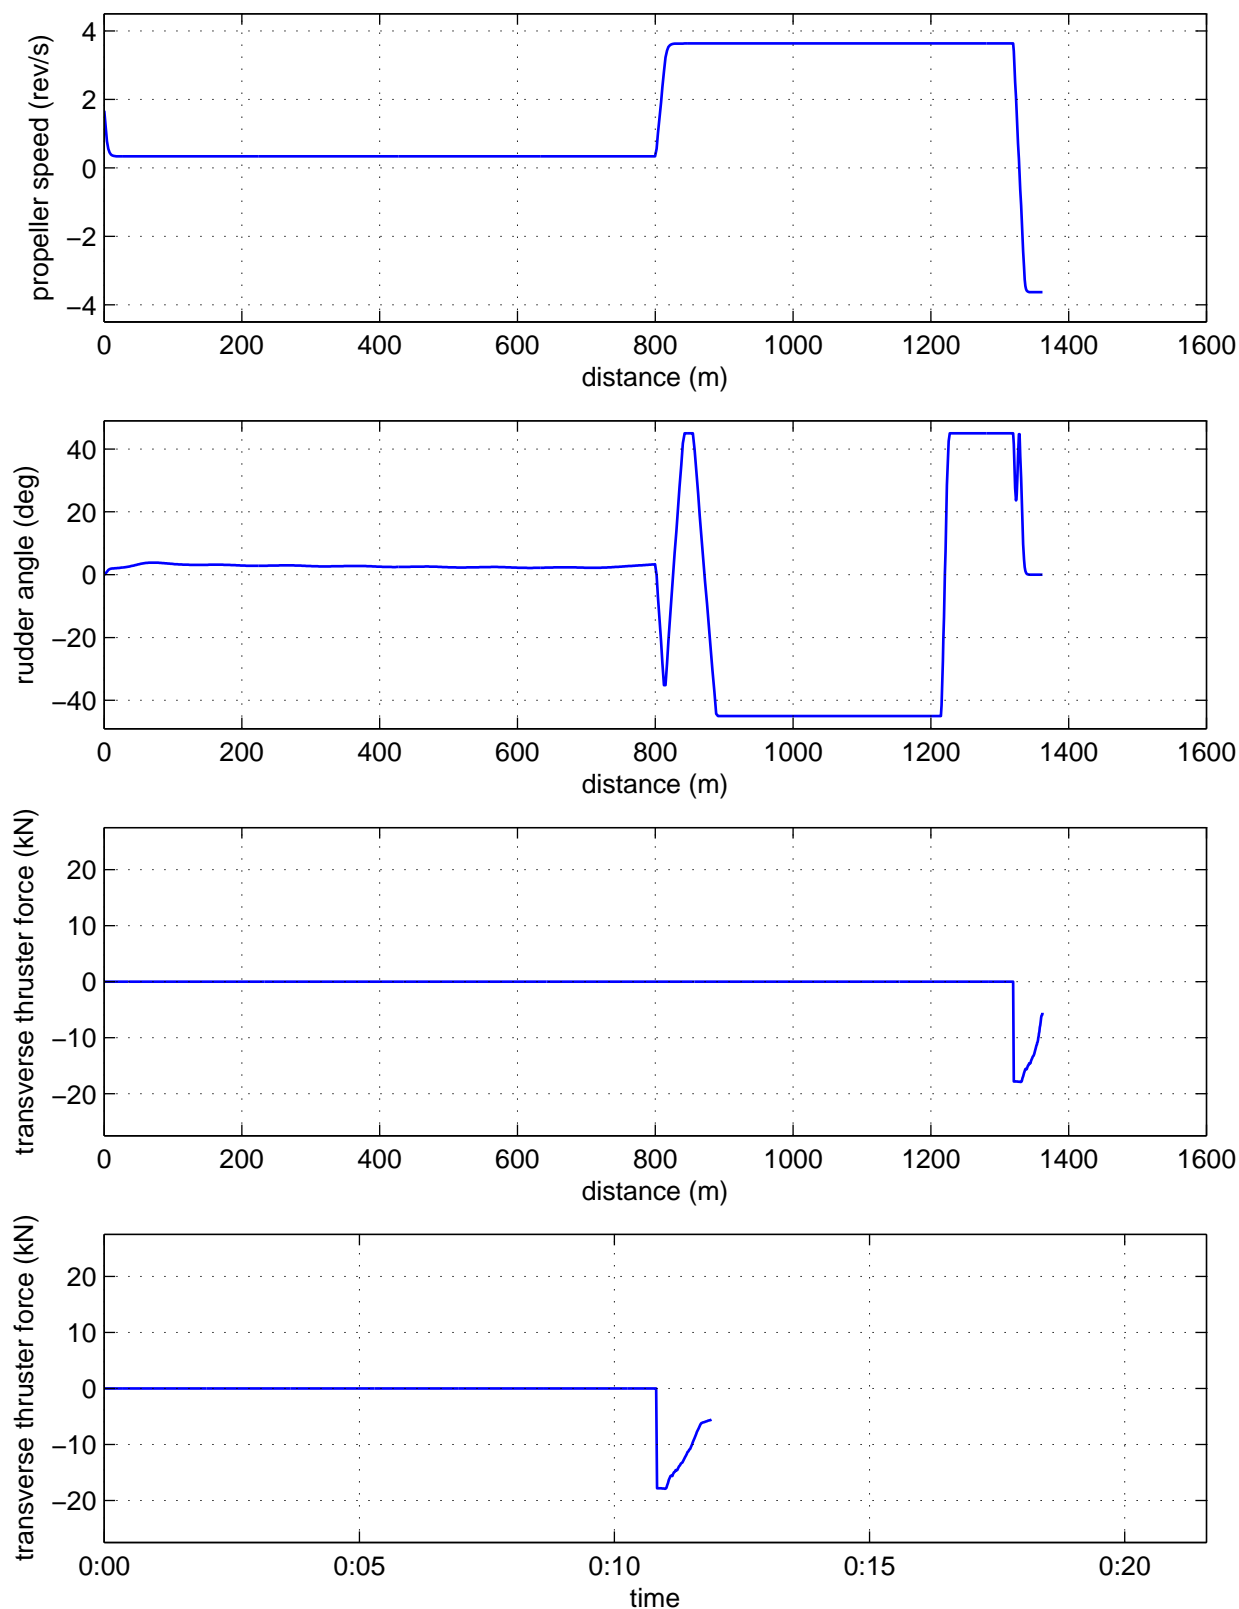 propeller speed (rev/s)
4
2
0
−2
−4
0 200 400 600 800 1000 1200 1400 1600
distance (m)
rudder angle (deg)
40
20
0
−20
−40
0 200 400 600 800 1000 1200 1400 1600
distance (m)
transverse thruster force (kN)
20
10
0
−10
−20
0 200 400 600 800 1000 1200 1400 1600
distance (m)
transverse thruster force (kN)
20
10
0
−10
−20
0:00 0:05 0:10 0:15 0:20
time